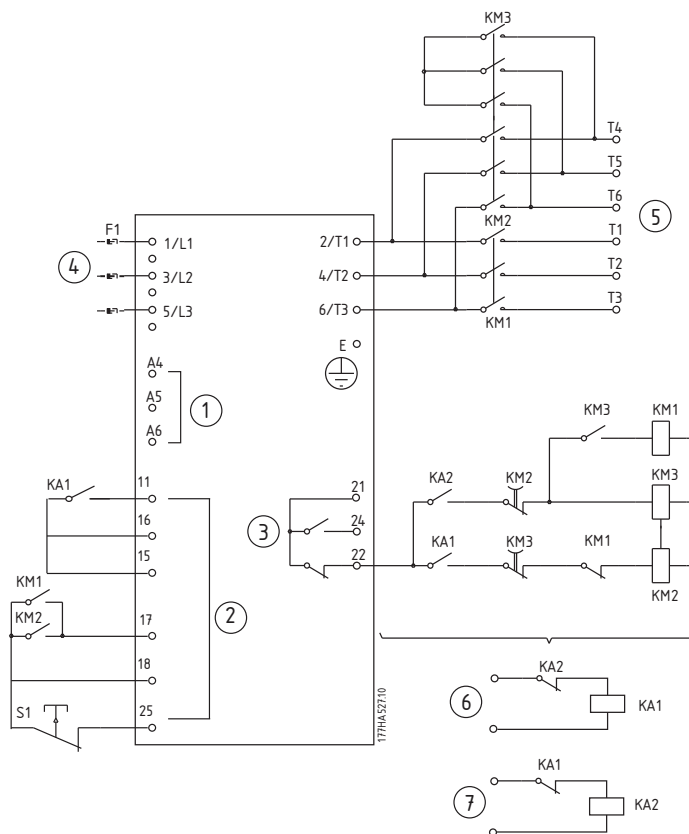 KM3
T4
T5
T6
5
F1
1/L1
2/T1
KM2
T1
4
3/L2
4/T2
T2
5/L3
6/T3
KM1
T3
E
A4
A5
1
A6
KM3
KM1
KA1
11
21
KA2
KM2
KM3
16
3
24
15
22
KA1
KM3
KM1
KM2
KM1
KM2
17
2
18
S1
25
177HA527.10
6
KA2
KA1
7
KA1
KA2